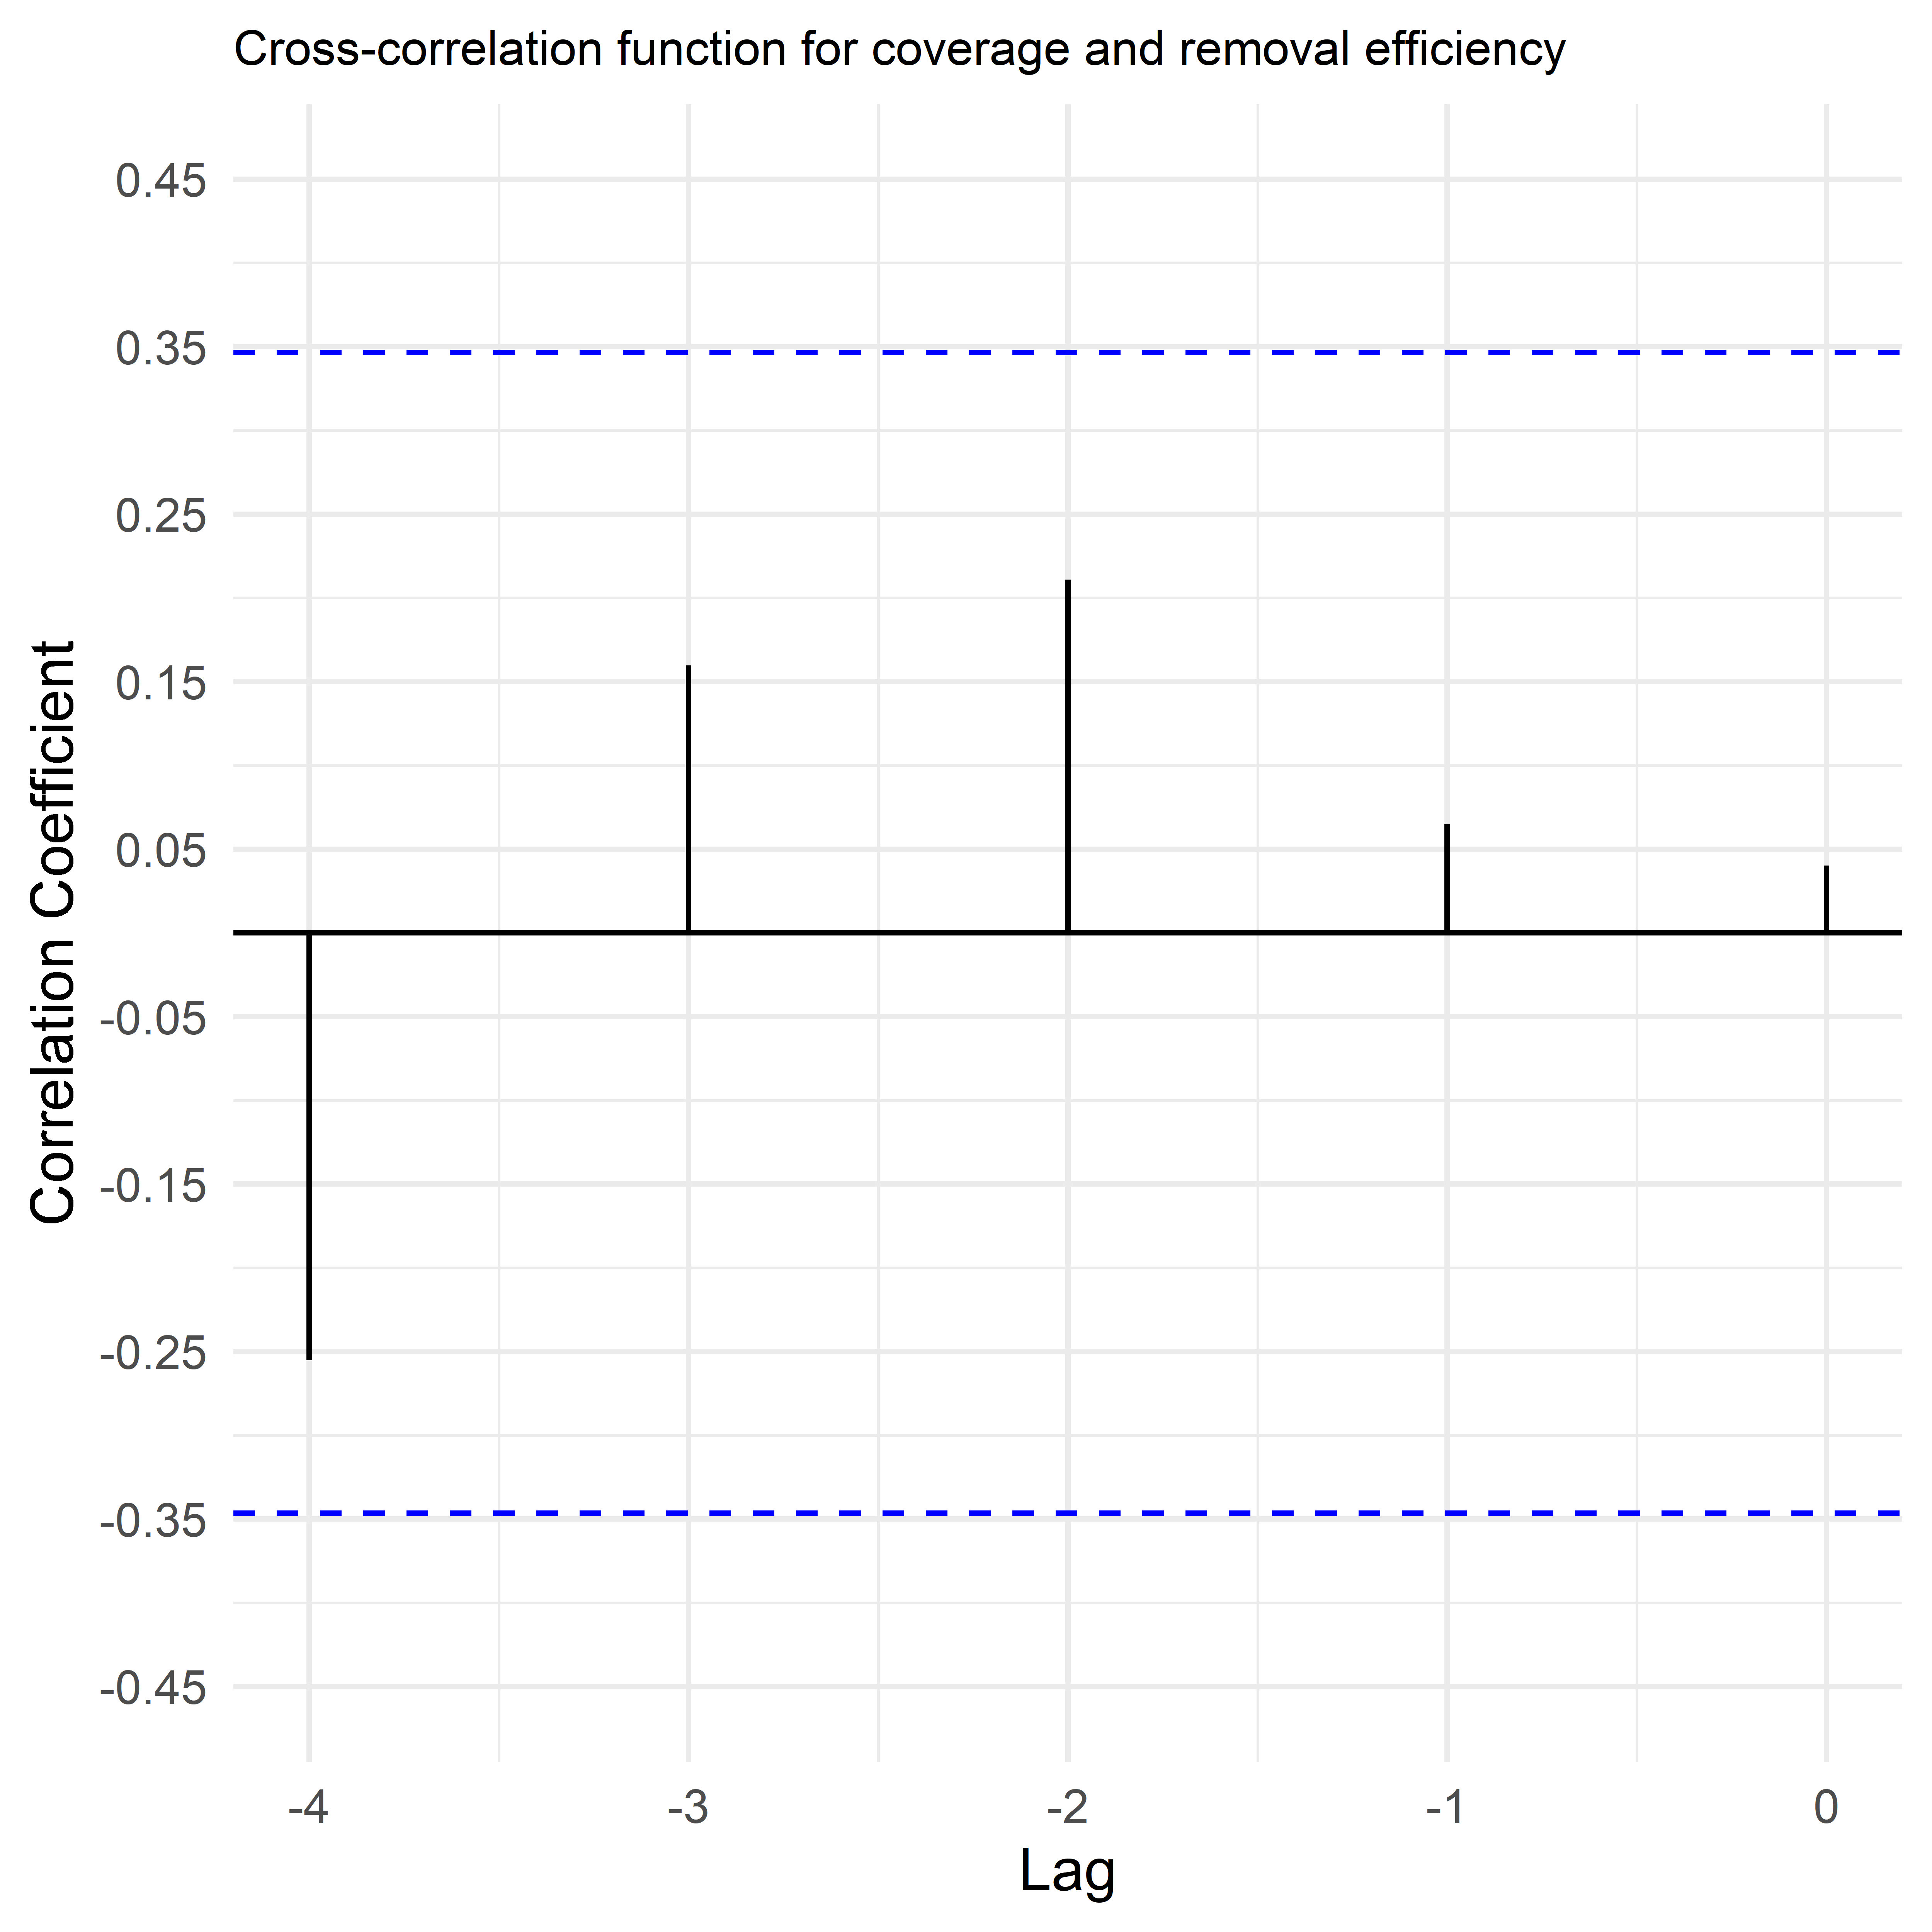 Cross-correlation function for coverage and removal efficiency
Correlation Coefficient
0.45
0.35
0.25
0.15
0.05
-0.05
-0.15
-0.25
-0.35
-0.45
-4 -3 -2 -1 0
Lag